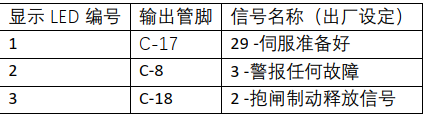 显示 LED 编号 输出管脚 信号名称（出厂设定）
1 C-17 29 -伺服准备好
2 C-8 3 -警报任何故障
3 C-18 2 -抱闸制动释放信号